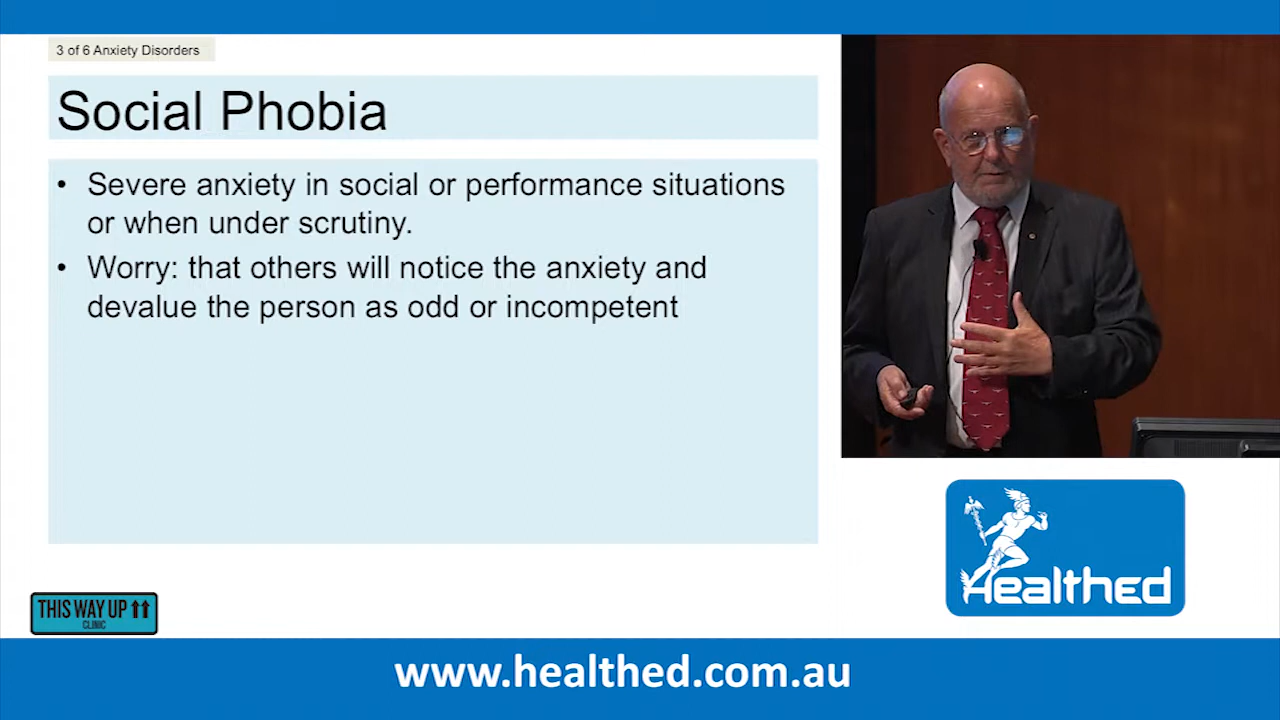 3 of 6 Anxiety Disorders
Social Phobia
• Severe anxiety in social or performance situations
or when under scrutiny.
• Worry: that others will notice the anxiety and
devalue the person as odd or incompetent
THIS WAY UP
CLINIC
Healthed
www.healthed.com.au